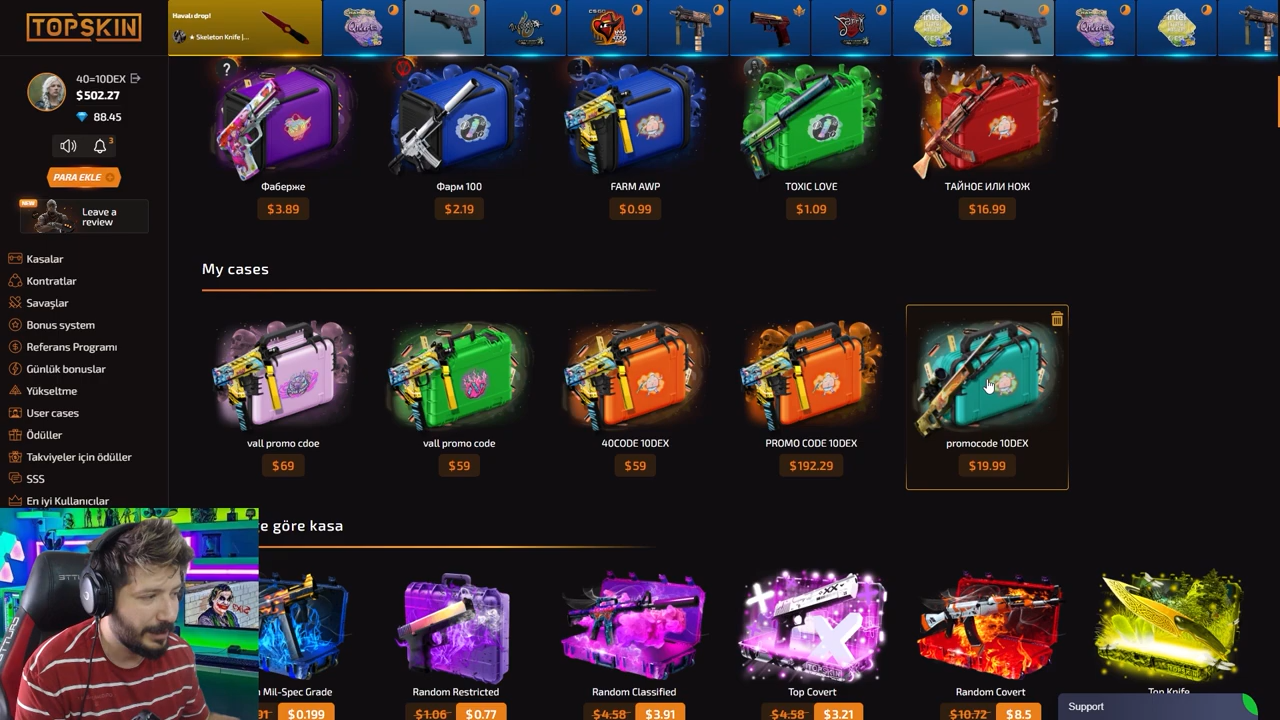 TOPSKIN
Havalı drop!
★ Skeleton Knife |...
40=10DEX
$502.27
88.45
3
PARA EKLE
NEW
Leave a
review
Kasalar
Kontratlar
Savaşlar
Bonus system
Referans Programı
Günlük bonuslar
Yükseltme
User cases
Ödüller
Takviyeler için ödüller
SSS
En iyi Kullanıcılar
Фаберже
$3.89
Фарм 100
$2.19
FARM AWP
$0.99
TOXIC LOVE
$1.09
ТАЙНОЕ ИЛИ НОЖ
$16.99
My cases
vall promo cdoe
$69
vall promo code
$59
40CODE 10DEX
$59
PROMO CODE 10DEX
$192.29
promocode 10DEX
$19.99
e göre kasa
Mil-Spec Grade
$0.199
Random Restricted
$1.06 $0.77
Random Classified
$4.58 $3.91
Top Covert
$4.58 $3.21
Random Covert
$10.72 $8.5
Top Knife
Support